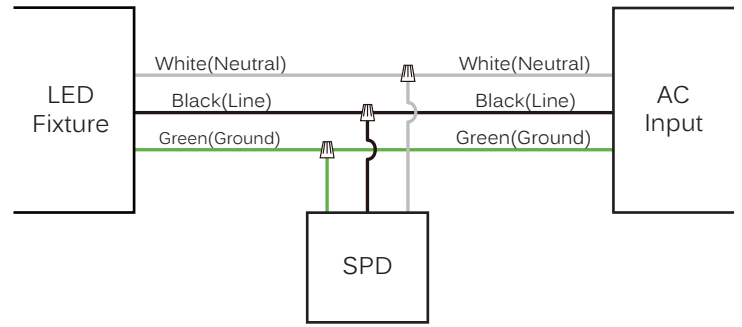 White(Neutral)
White(Neutral)
LED
Fixture
Black(Line)
Black(Line)
AC
Input
Green(Ground)
Green(Ground)
SPD